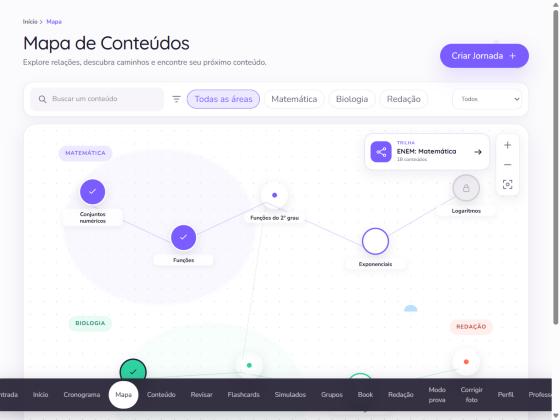 Início > Mapa
Mapa de Conteúdos
Explore relações, descubra caminhos e encontre seu próximo conteúdo.
Criar Jornada +
Buscar um conteúdo
Todas as áreas
Matemática
Biologia
Redação
Todos
MATEMÁTICA
TRILHA
ENEM: Matemática
18 conteúdos
Conjuntos
numéricos
Funções
Funções do 2º grau
Exponenciais
Logaritmos
BIOLOGIA
REDAÇÃO
Início
Cronograma
Mapa
Conteúdo
Revisar
Flashcards
Simulados
Grupos
Book
Redação
Modo
prova
Corrigir
foto
Perfil